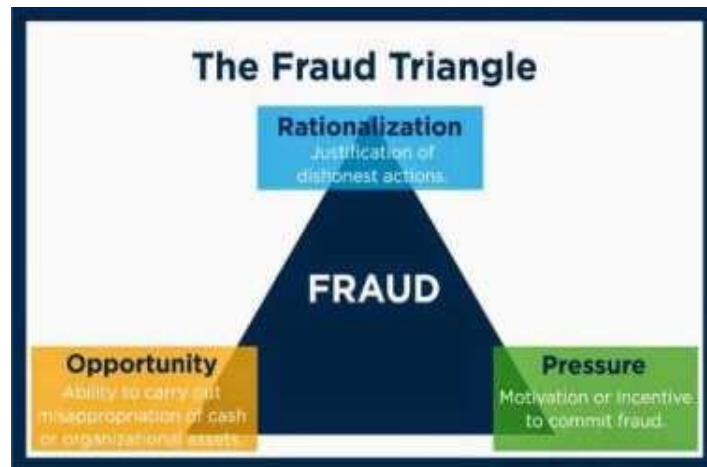 The Fraud Triangle
Rationalization
Justification of
dishonest actions.
FRAUD
Opportunity
Ability to carry out
misappropriation of cash
or organizational assets.
Pressure
Motivation or Incentive
to commit fraud.